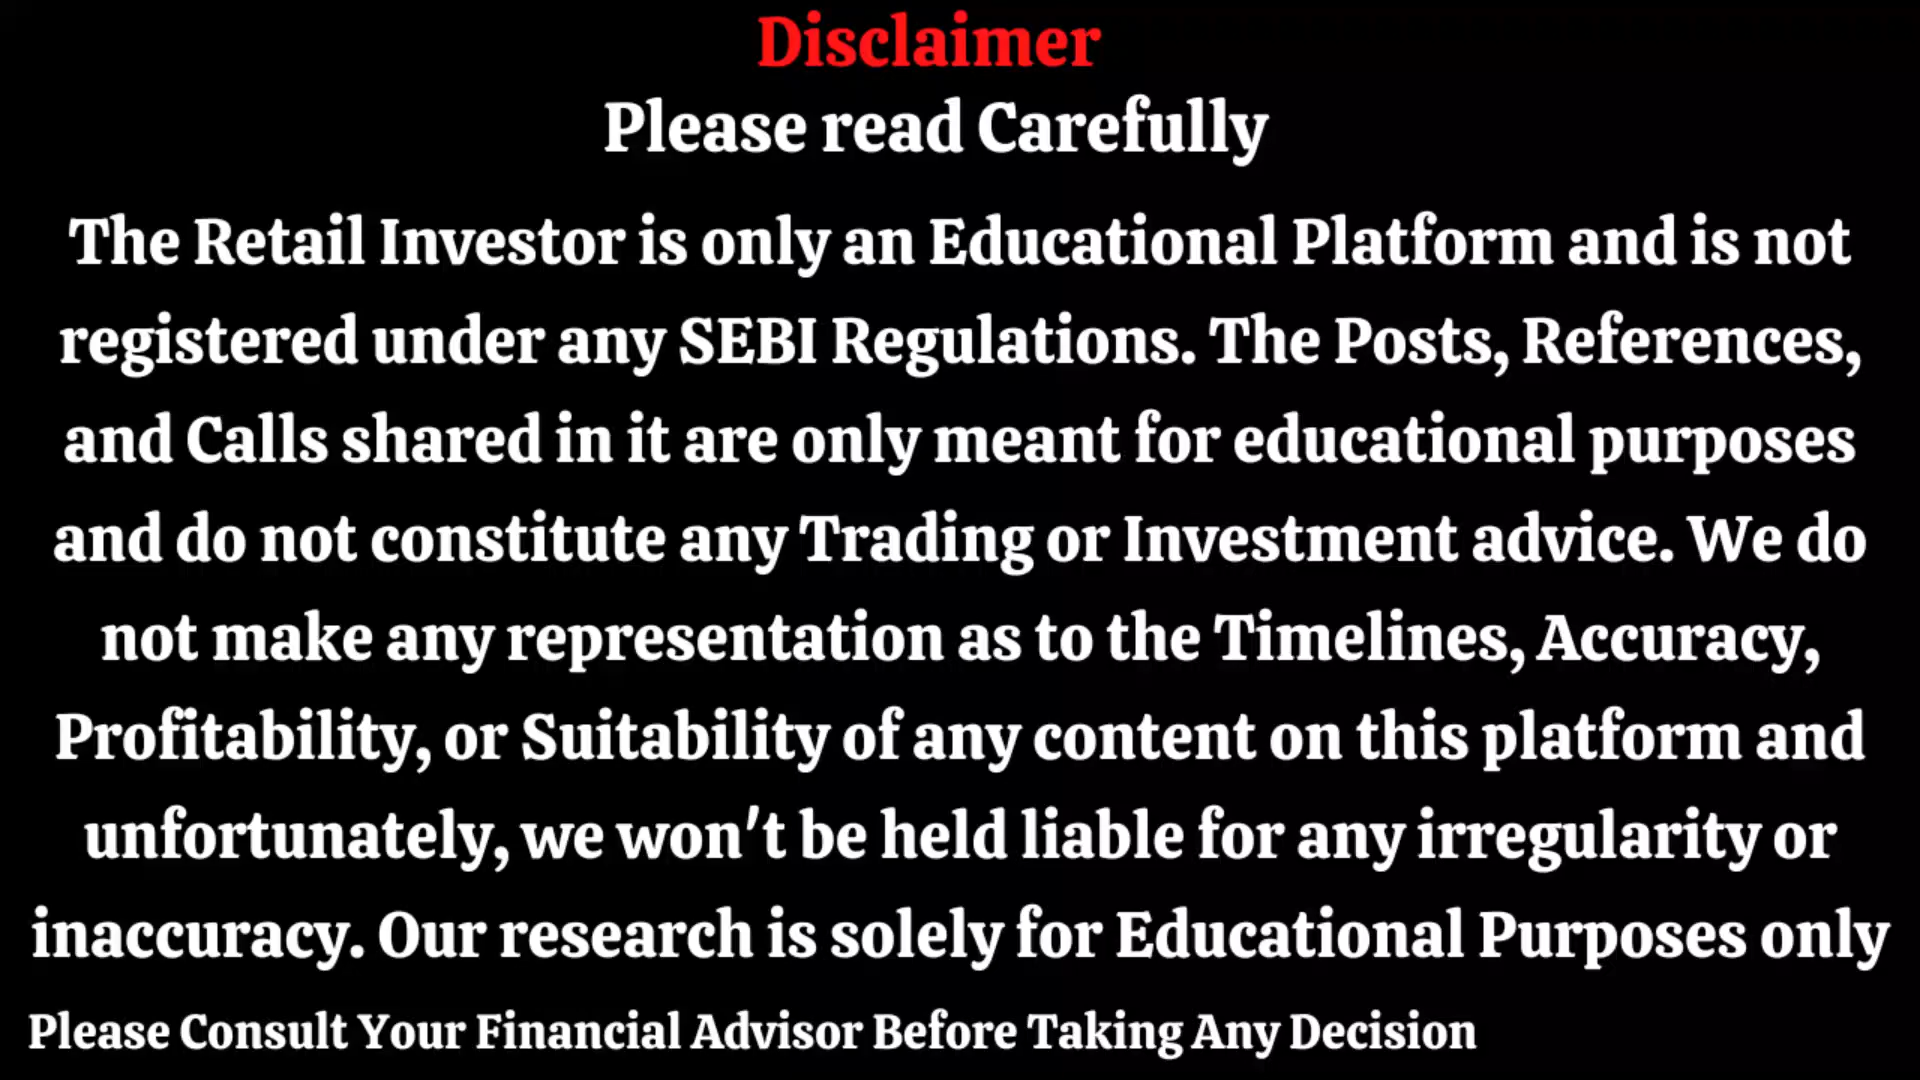 Disclaimer
Please read Carefully
The Retail Investor is only an Educational Platform and is not
registered under any SEBI Regulations. The Posts, References,
and Calls shared in it are only meant for educational purposes
and do not constitute any Trading or Investment advice. We do
not make any representation as to the Timelines, Accuracy,
Profitability, or Suitability of any content on this platform and
unfortunately, we won't be held liable for any irregularity or
inaccuracy. Our research is solely for Educational Purposes only
Please Consult Your Financial Advisor Before Taking Any Decision